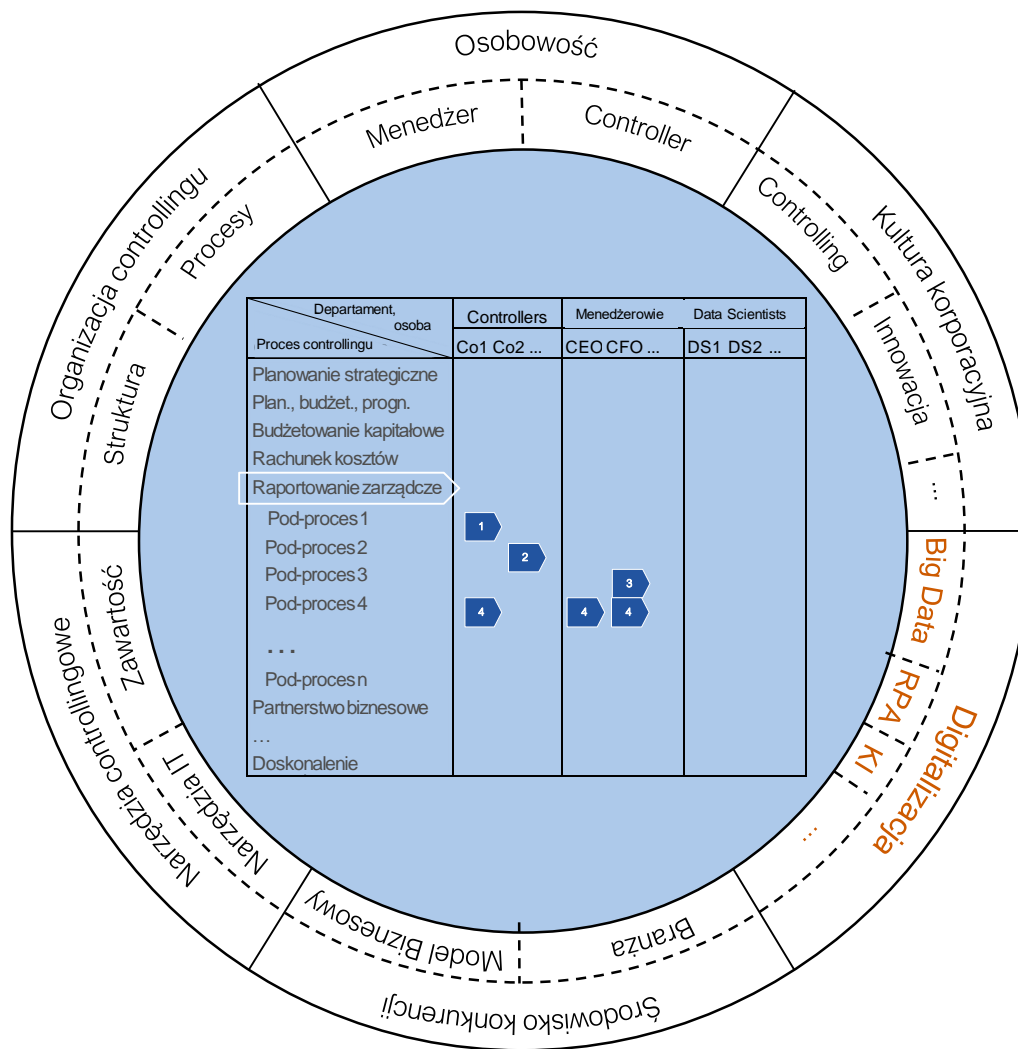 Osobowość
Menedżer
Controller
Kultura korporacyjna
Controlling
Innowacja
...
Digitalizacja
Big Data
RPA
KI
...
Środowisko konkurencji
Branża
Model Biznesowy
Narzędzia controllingowe
Narzędzia IT
Zawartość
Organizacja controllingu
Struktura
Procesy
Departament,
osoba
Proces controllingu
Controllers
Menedżerowie
Data Scientists
Co1 Co2 ...
CEO CFO ...
DS1 DS2 ...
Planowanie strategiczne
Plan., budżet., progn.
Budżetowanie kapitałowe
Rachunek kosztów
Raportowanie zarządcze
Pod-proces 1
1
Pod-proces 2
2
Pod-proces 3
3
Pod-proces 4
4
4
4
...
Pod-proces n
Partnerstwo biznesowe
...
Doskonalenie